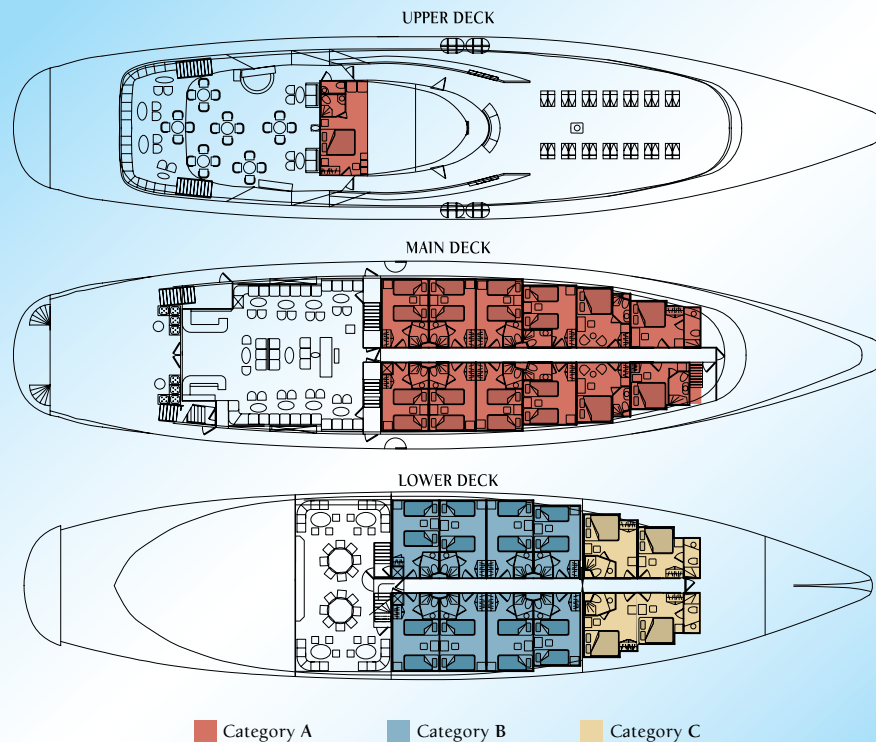 UPPER DECK
MAIN DECK
LOWER DECK
Category A
Category B
Category C